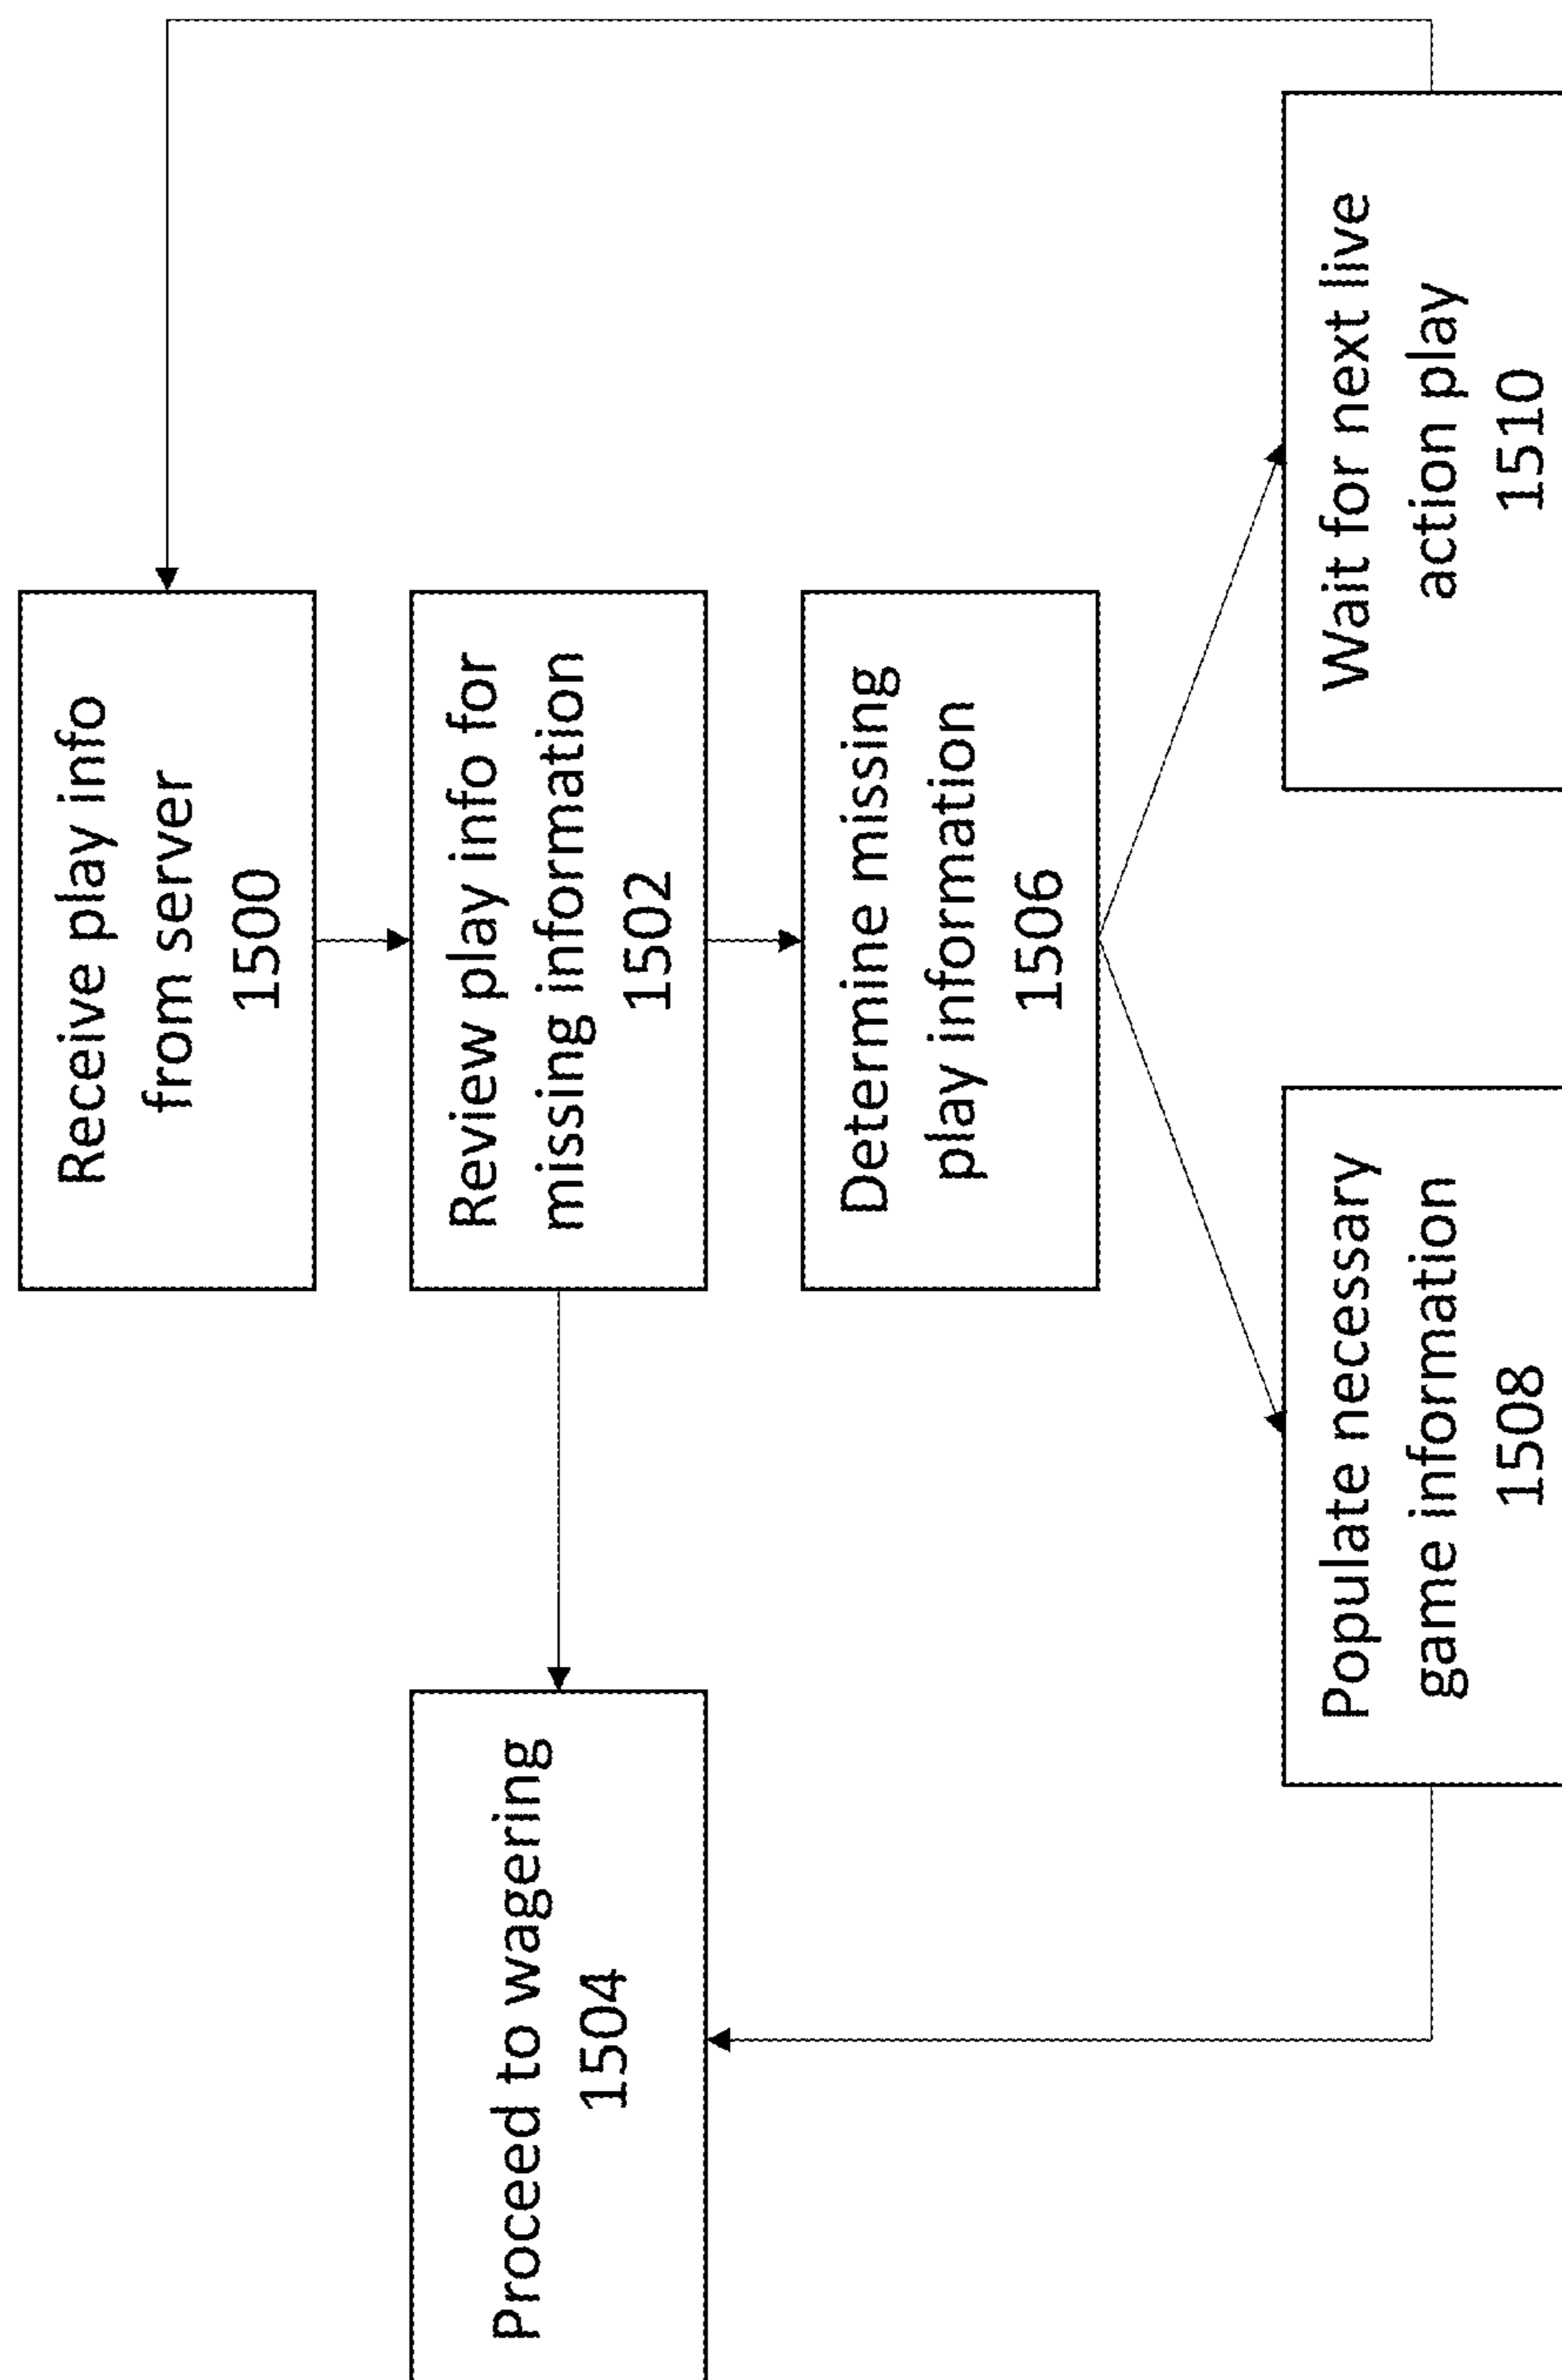 Receive play info
from server
1500
Review play info for
missing information
1502
Proceed to wagering
1504
Determine missing
play information
1506
Populate necessary
game information
1508
Wait for next live
action play
1510